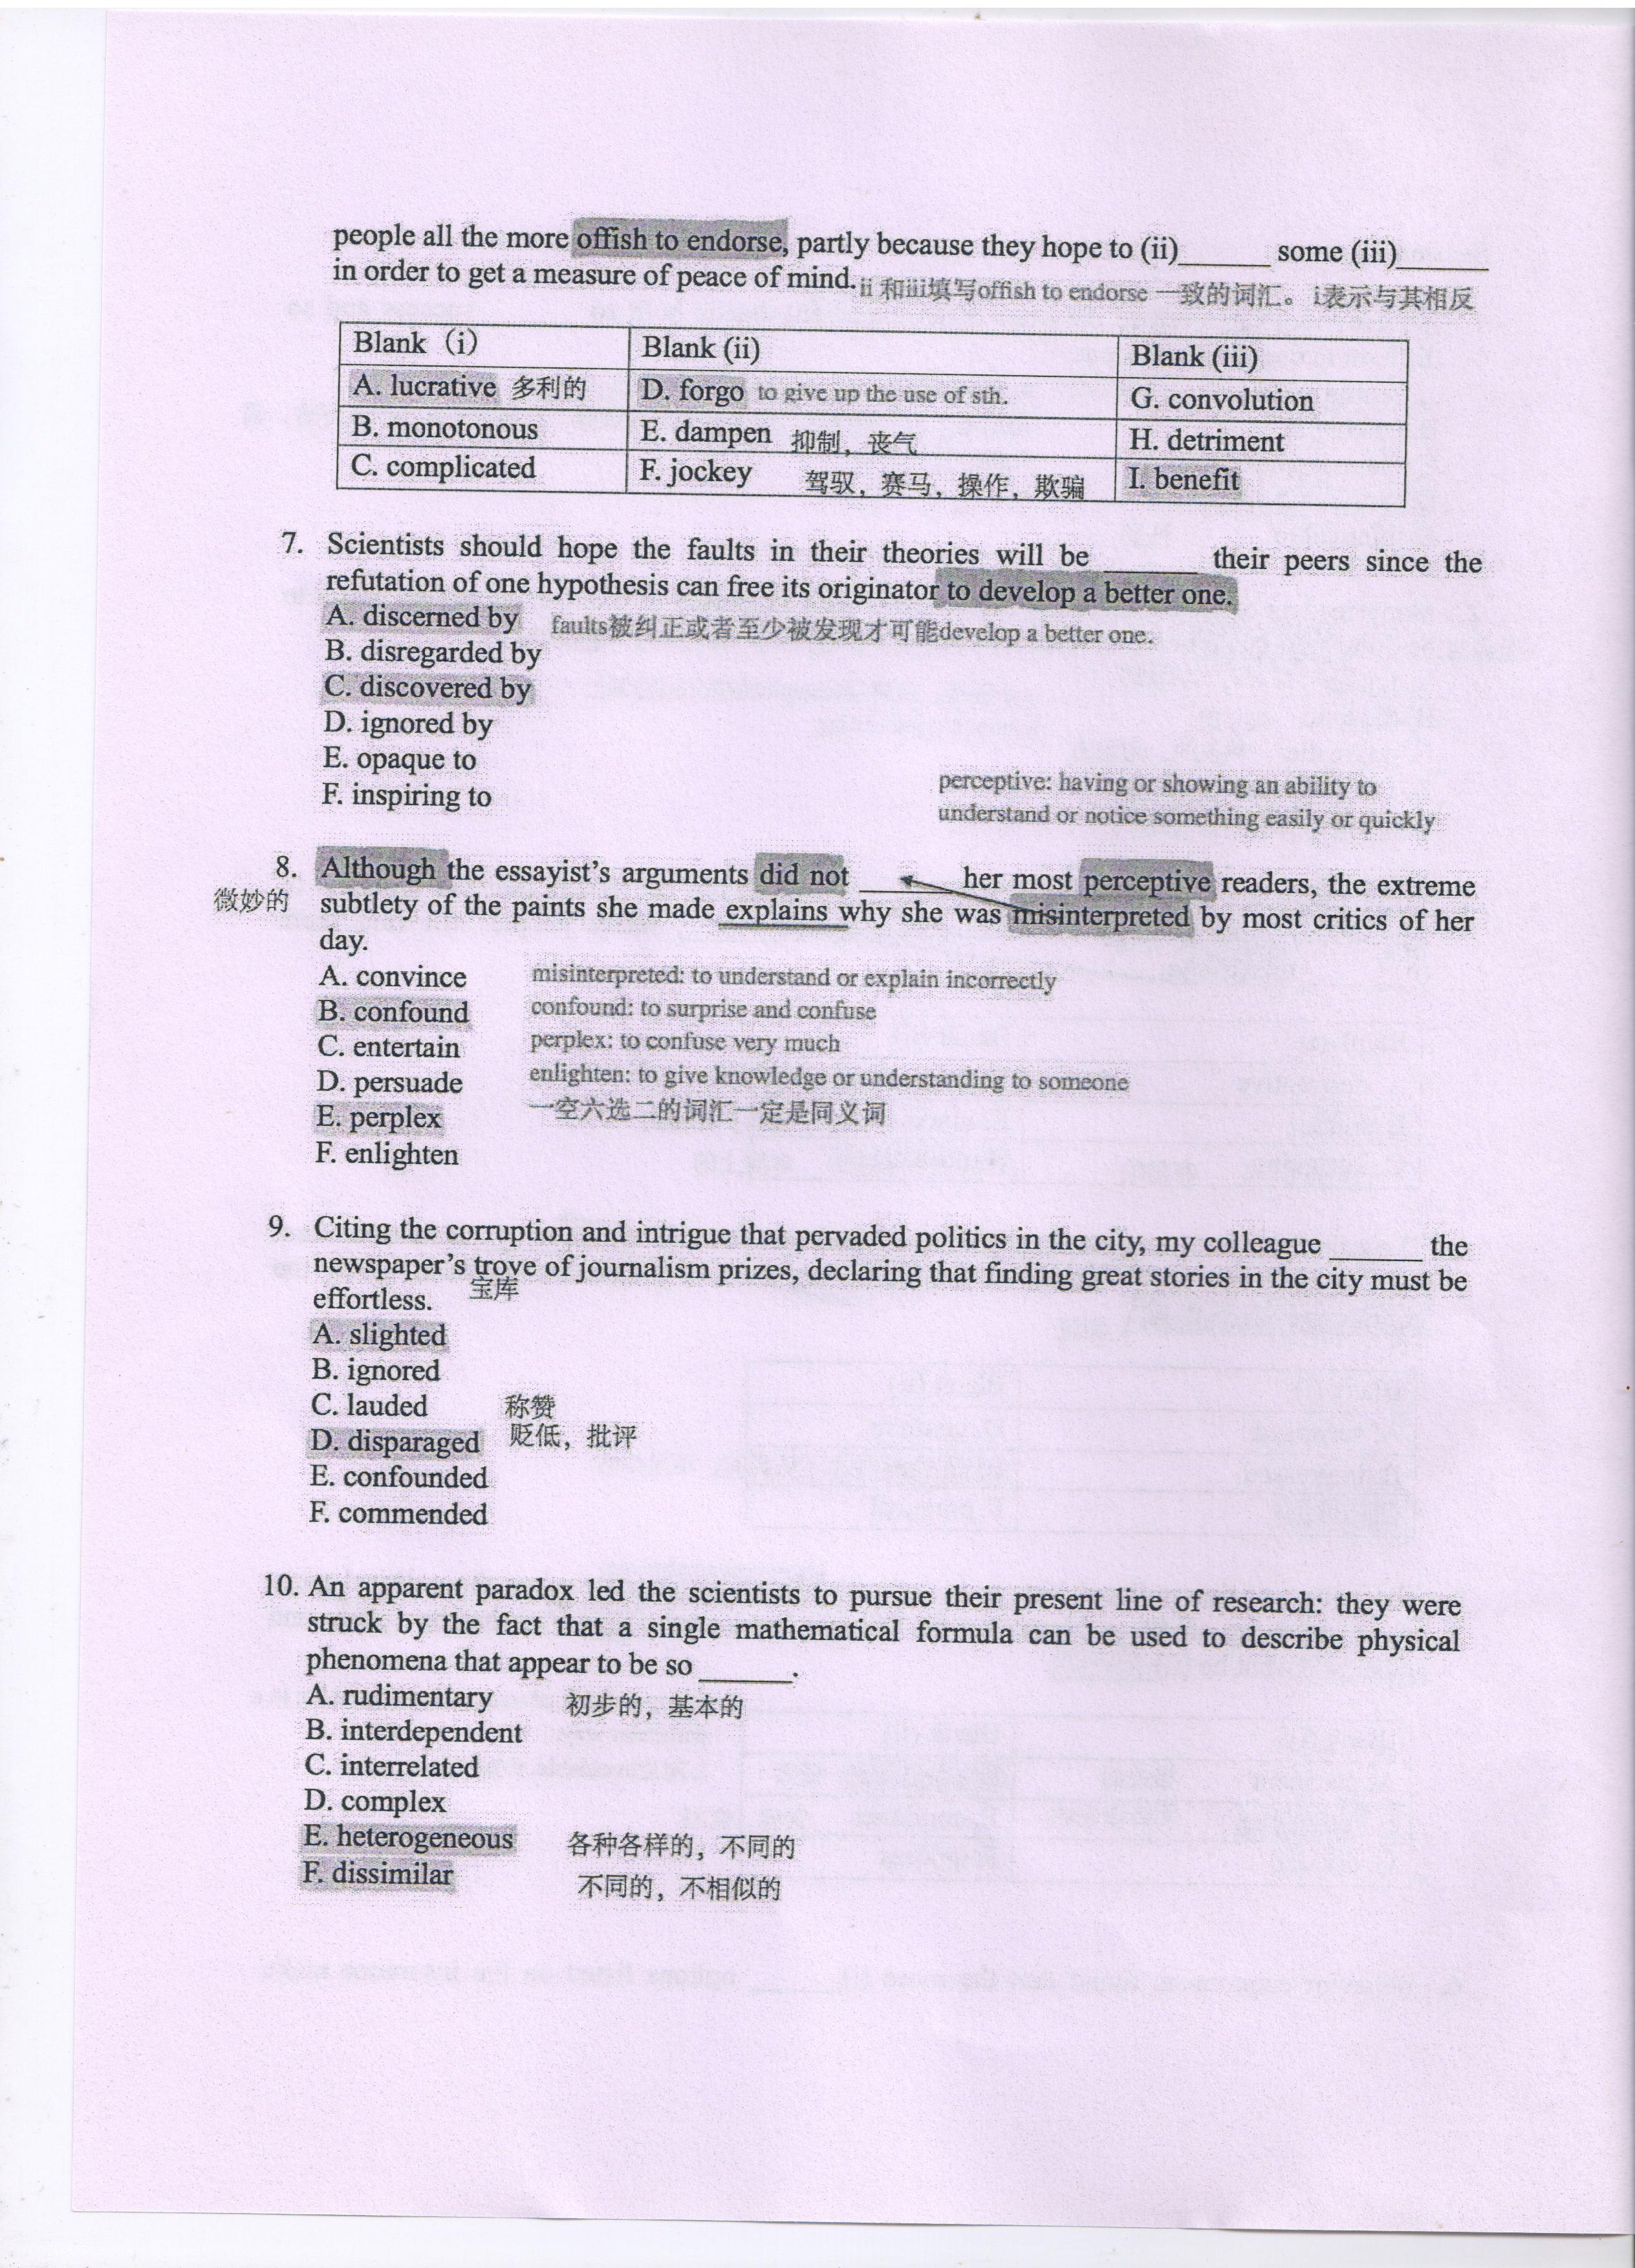 people all the more offish to endorse, partly because they hope to (ii)______ some (iii)______
in order to get a measure of peace of mind. ii 和iii填写offish to endorse 一致的词汇。 i表示与其相反
Blank（i） Blank (ii) Blank (iii)
A. lucrative 多利的 D. forgo to give up the use of sth. G. convolution
B. monotonous E. dampen 抑制，丧气 H. detriment
C. complicated F. jockey 驾驭，赛马，操作，欺骗 I. benefit
7. Scientists should hope the faults in their theories will be ______ their peers since the
refutation of one hypothesis can free its originator to develop a better one.
A. discerned by faults被纠正或者至少被发现才可能develop a better one.
B. disregarded by
C. discovered by
D. ignored by
E. opaque to
F. inspiring to
perceptive: having or showing an ability to
understand or notice something easily or quickly
8. Although the essayist's arguments did not ______ her most perceptive readers, the extreme
微妙的 subtlety of the paints she made explains why she was misinterpreted by most critics of her
day.
A. convince misinterpreted: to understand or explain incorrectly
B. confound confound: to surprise and confuse
C. entertain perplex: to confuse very much
D. persuade enlighten: to give knowledge or understanding to someone
E. perplex 一空六选二的词汇一定是同义词
F. enlighten
9. Citing the corruption and intrigue that pervaded politics in the city, my colleague ______ the
newspaper's trove of journalism prizes, declaring that finding great stories in the city must be
effortless. 宝库
A. slighted
B. ignored
C. lauded 称赞
D. disparaged 贬低，批评
E. confounded
F. commended
10. An apparent paradox led the scientists to pursue their present line of research: they were
struck by the fact that a single mathematical formula can be used to describe physical
phenomena that appear to be so ______.
A. rudimentary 初步的，基本的
B. interdependent
C. interrelated
D. complex
E. heterogeneous 各种各样的，不同的
F. dissimilar 不同的，不相似的